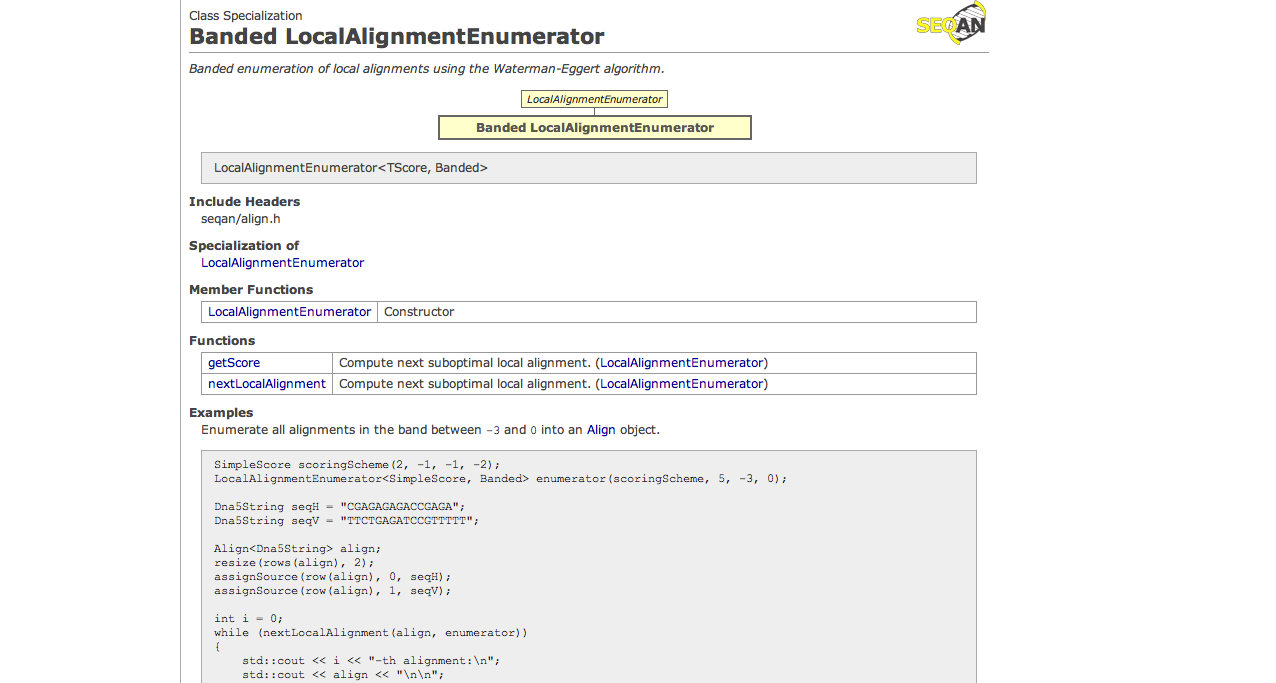 Class Specialization
SEQAN
Banded LocalAlignmentEnumerator
Banded enumeration of local alignments using the Waterman-Eggert algorithm.
LocalAlignmentEnumerator
Banded LocalAlignmentEnumerator
LocalAlignmentEnumerator<TScore, Banded>
Include Headers
seqan/align.h
Specialization of
LocalAlignmentEnumerator
Member Functions
LocalAlignmentEnumerator Constructor
Functions
getScore Compute next suboptimal local alignment. (LocalAlignmentEnumerator)
nextLocalAlignment Compute next suboptimal local alignment. (LocalAlignmentEnumerator)
Examples
Enumerate all alignments in the band between -3 and 0 into an Align object.
SimpleScore scoringScheme(2, -1, -1, -2);
LocalAlignmentEnumerator<SimpleScore, Banded> enumerator(scoringScheme, 5, -3, 0);
Dna5String seqH = "CGAGAGAGACCGAGA";
Dna5String seqV = "TTCTGAGATCCGTTTTT";
Align<Dna5String> align;
resize(rows(align), 2);
assignSource(row(align), 0, seqH);
assignSource(row(align), 1, seqV);
int i = 0;
while (nextLocalAlignment(align, enumerator))
{
std::cout << i << "-th alignment:\n";
std::cout << align << "\n\n";